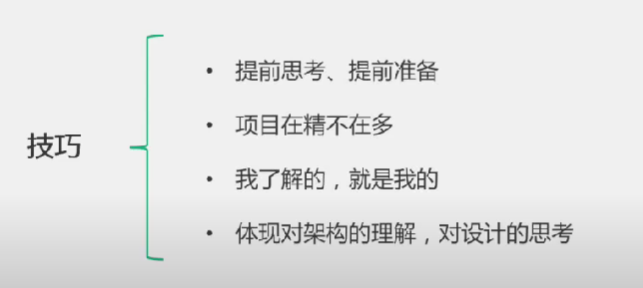 技巧
提前思考、提前准备
项目在精不在多
我了解的，就是我的
体现对架构的理解，对设计的思考